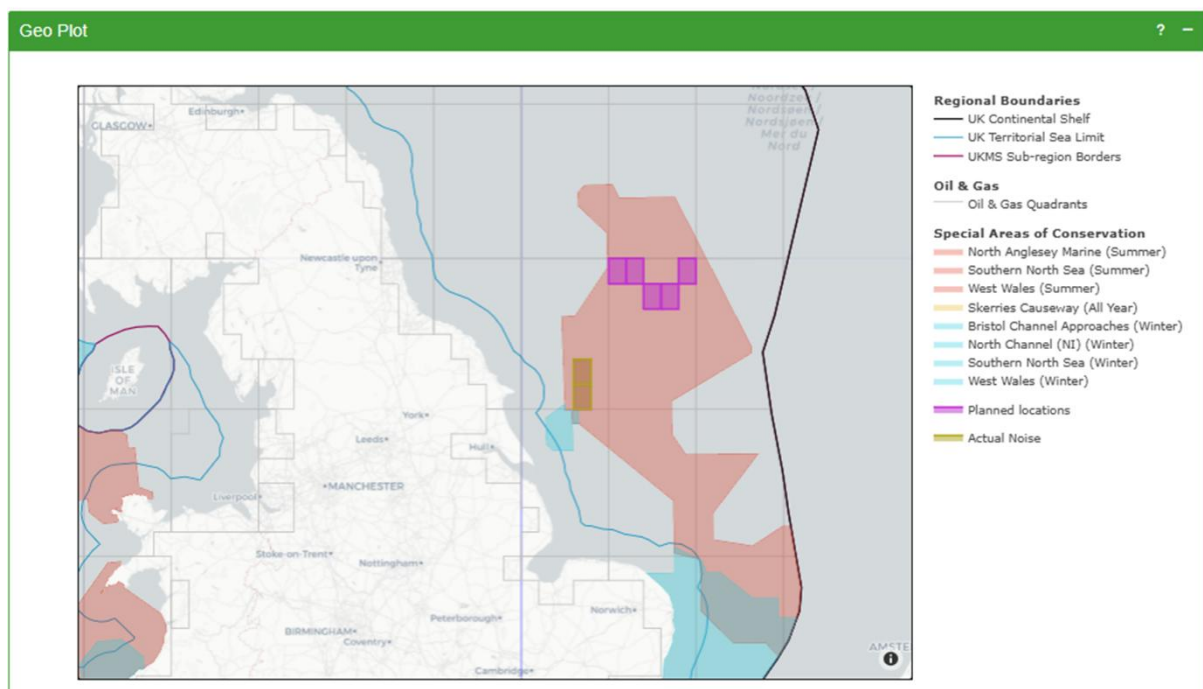 Geo Plot
? −
Noordzee /
Nordsøen /
Nordsjøen /
Mer du
Nord
Edinburgh
GLASGOW
Newcastle upon
Tyne
ISLE
OF
MAN
York
Leeds
Hull
MANCHESTER
Liverpool
Stoke-on-Trent
Nottingham
Norwich
Peterborough
BIRMINGHAM
Coventry
Cambridge
AMSTE
Regional Boundaries
UK Continental Shelf
UK Territorial Sea Limit
UKMS Sub-region Borders
Oil & Gas
Oil & Gas Quadrants
Special Areas of Conservation
North Anglesey Marine (Summer)
Southern North Sea (Summer)
West Wales (Summer)
Skerries Causeway (All Year)
Bristol Channel Approaches (Winter)
North Channel (NI) (Winter)
Southern North Sea (Winter)
West Wales (Winter)
Planned locations
Actual Noise